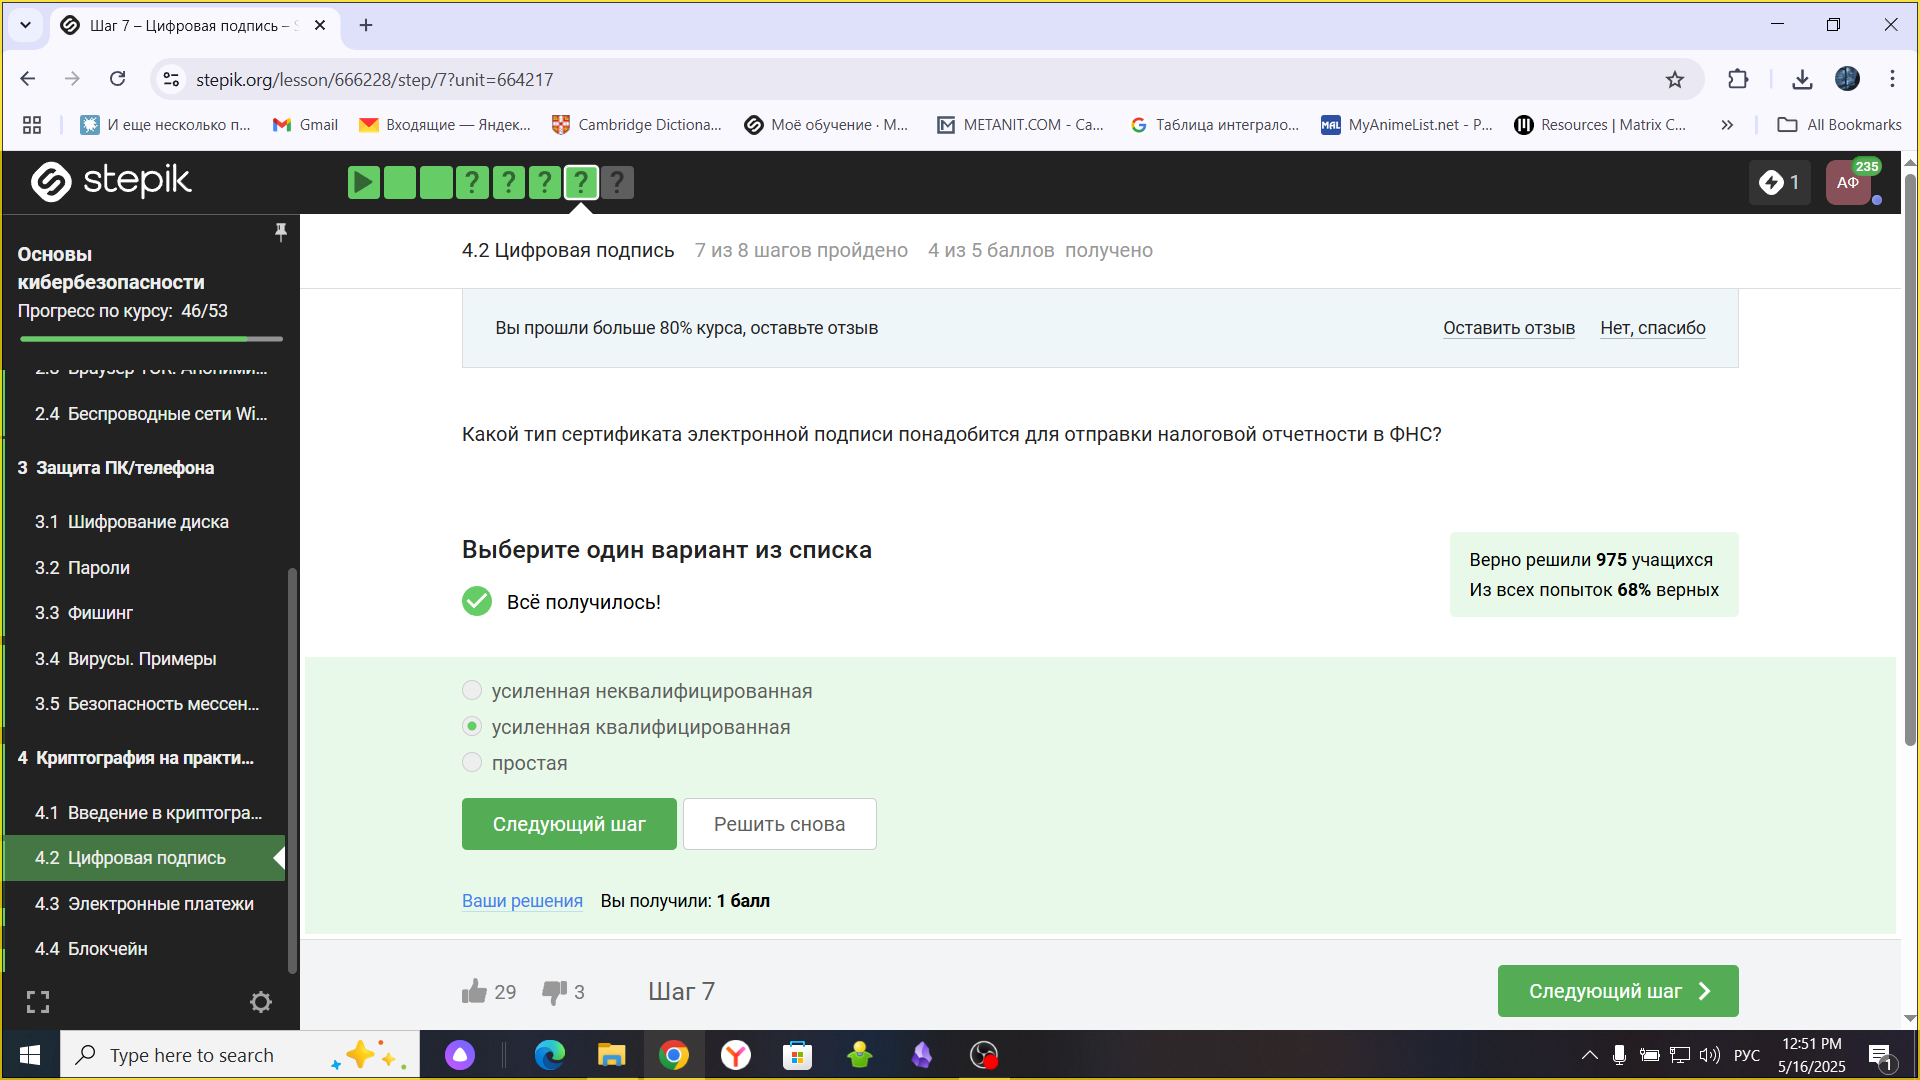 Шаг 7 – Цифровая подпись –
stepik.org/lesson/666228/step/7?unit=664217
И еще несколько п...
Gmail
Входящие — Яндек...
Cambridge Dictiona...
Моё обучение · M...
METANIT.COM - Ca...
Таблица интеграло...
MAL
MyAnimeList.net - P...
Resources | Matrix C...
All Bookmarks
stepik
? ? ? ? ?
1
АФ
235
Основы
кибербезопасности
Прогресс по курсу: 46/53
2.4 Беспроводные сети Wi...
3 Защита ПК/телефона
3.1 Шифрование диска
3.2 Пароли
3.3 Фишинг
3.4 Вирусы. Примеры
3.5 Безопасность мессен...
4 Криптография на практи...
4.1 Введение в криптогра...
4.2 Цифровая подпись
4.3 Электронные платежи
4.4 Блокчейн
4.2 Цифровая подпись 7 из 8 шагов пройдено 4 из 5 баллов получено
Вы прошли больше 80% курса, оставьте отзыв
Оставить отзыв
Нет, спасибо
Какой тип сертификата электронной подписи понадобится для отправки налоговой отчетности в ФНС?
Выберите один вариант из списка
Всё получилось!
Верно решили 975 учащихся
Из всех попыток 68% верных
усиленная неквалифицированная
усиленная квалифицированная
простая
Следующий шаг
Решить снова
Ваши решения
Вы получили: 1 балл
29
3
Шаг 7
Следующий шаг
Type here to search
РУС
12:51 PM
5/16/2025
1